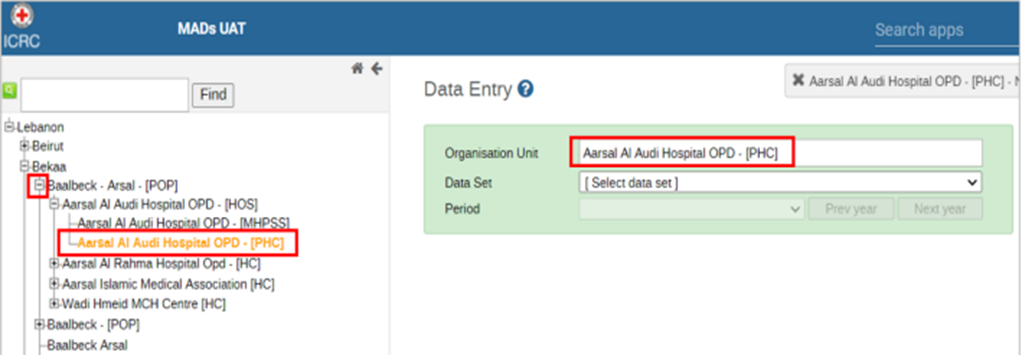 ICRC
MADs UAT
Search apps
Find
Lebanon
Beirut
Bekaa
Baalbeck - Arsal - [POP]
Aarsal Al Audi Hospital OPD - [HOS]
Aarsal Al Audi Hospital OPD - [MHPSS]
Aarsal Al Audi Hospital OPD - [PHC]
Aarsal Al Rahma Hospital Opd - [HC]
Aarsal Islamic Medical Association [HC]
Wadi Hmeid MCH Centre [HC]
Baalbeck - [POP]
Baalbeck Arsal
Data Entry ?
✖ Aarsal Al Audi Hospital OPD - [PHC] -
Organisation Unit Aarsal Al Audi Hospital OPD - [PHC]
Data Set [ Select data set ]
Period Prev year Next year